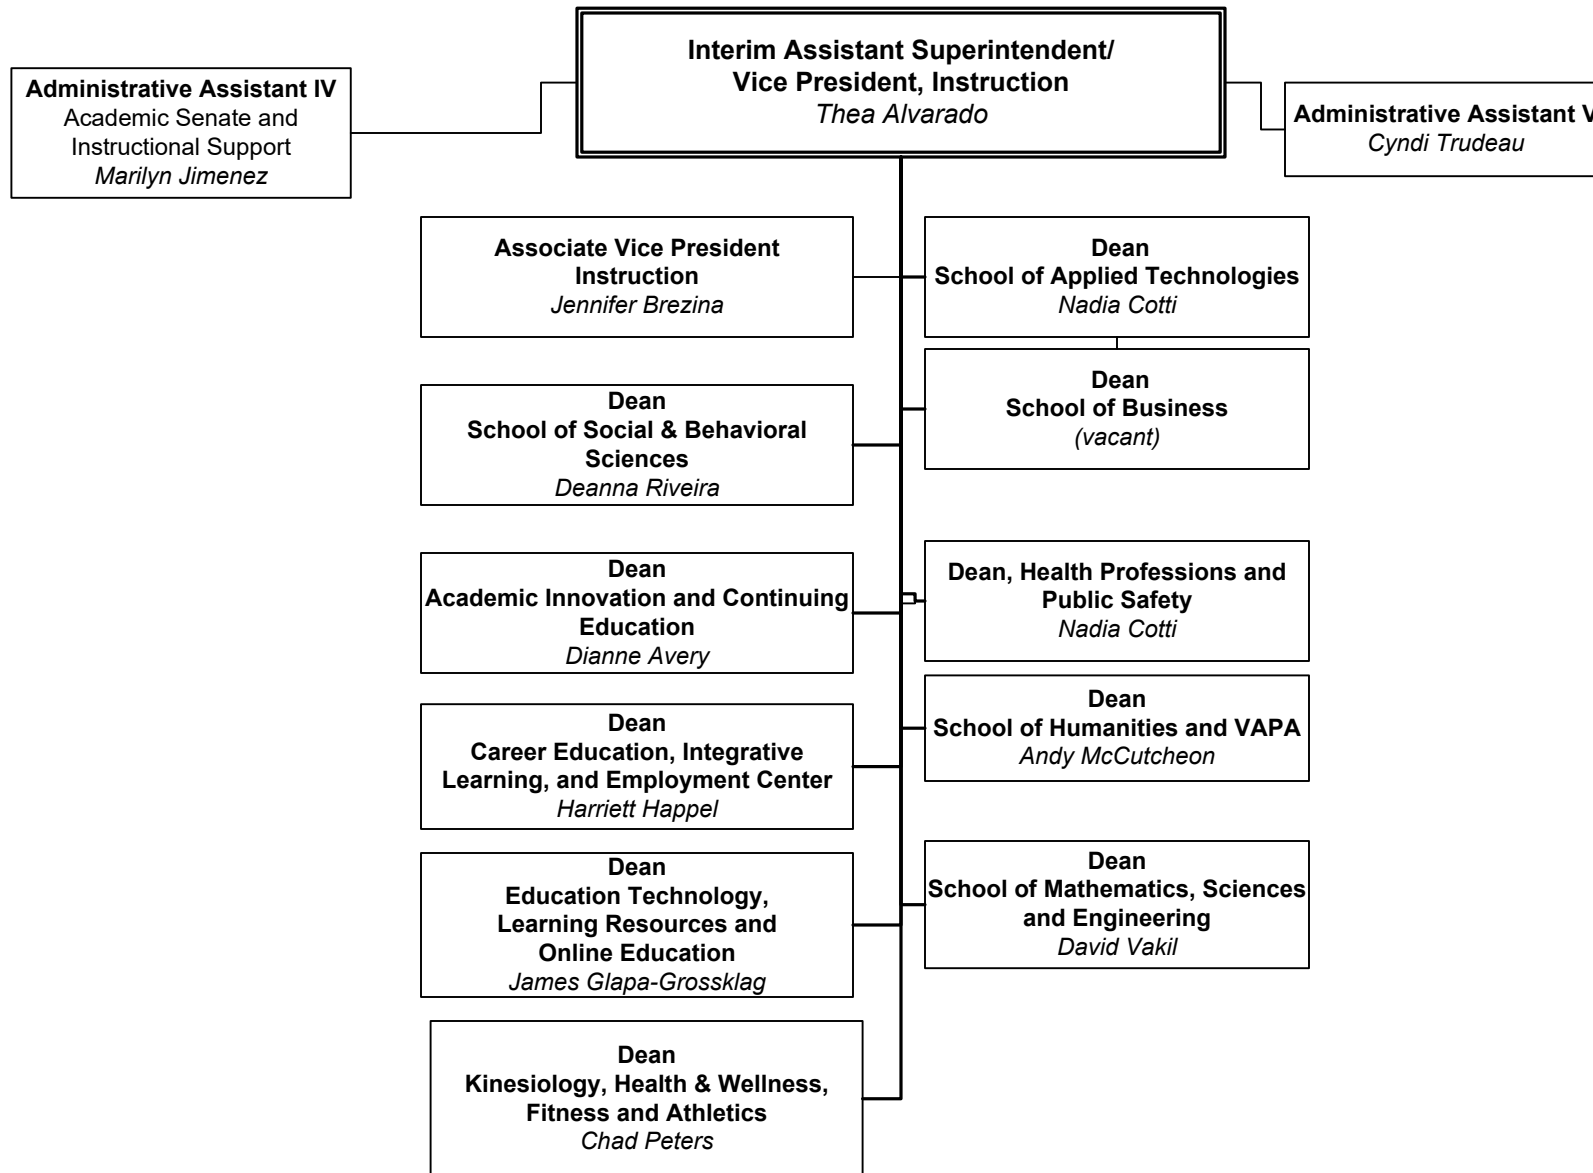 Interim Assistant Superintendent/
Vice President, Instruction
Thea Alvarado
Administrative Assistant IV
Academic Senate and
Instructional Support
Marilyn Jimenez
Administrative Assistant V
Cyndi Trudeau
Associate Vice President
Instruction
Jennifer Brezina
Dean
School of Applied Technologies
Nadia Cotti
Dean
School of Business
(vacant)
Dean
School of Social & Behavioral
Sciences
Deanna Riveira
Dean
Academic Innovation and Continuing
Education
Dianne Avery
Dean, Health Professions and
Public Safety
Nadia Cotti
Dean
School of Humanities and VAPA
Andy McCutcheon
Dean
Career Education, Integrative
Learning, and Employment Center
Harriett Happel
Dean
Education Technology,
Learning Resources and
Online Education
James Glapa-Grossklag
Dean
School of Mathematics, Sciences
and Engineering
David Vakil
Dean
Kinesiology, Health & Wellness,
Fitness and Athletics
Chad Peters